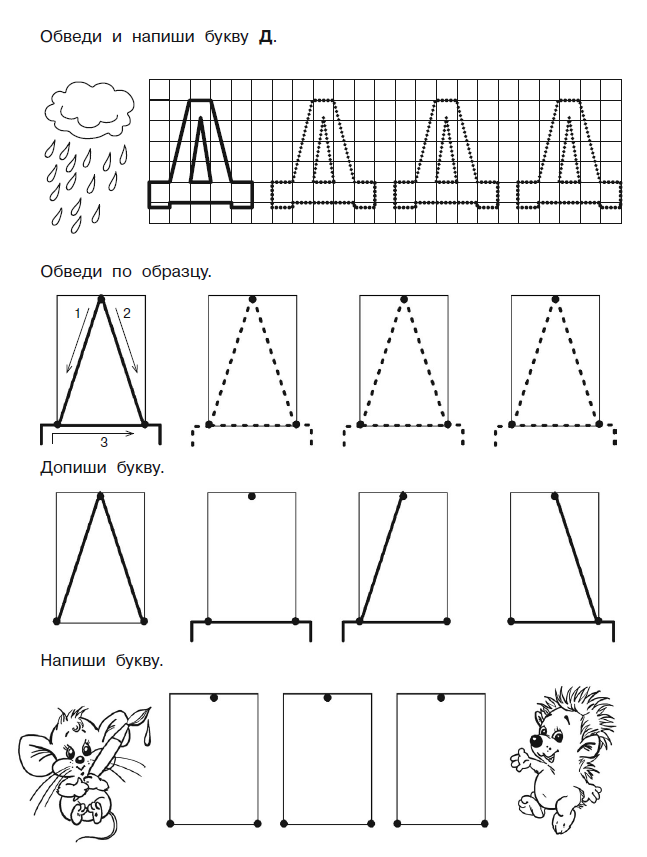 Обведи и напиши букву Д.
Д Д Д Д
Обведи по образцу.
1 2
3
Допиши букву.
Напиши букву.